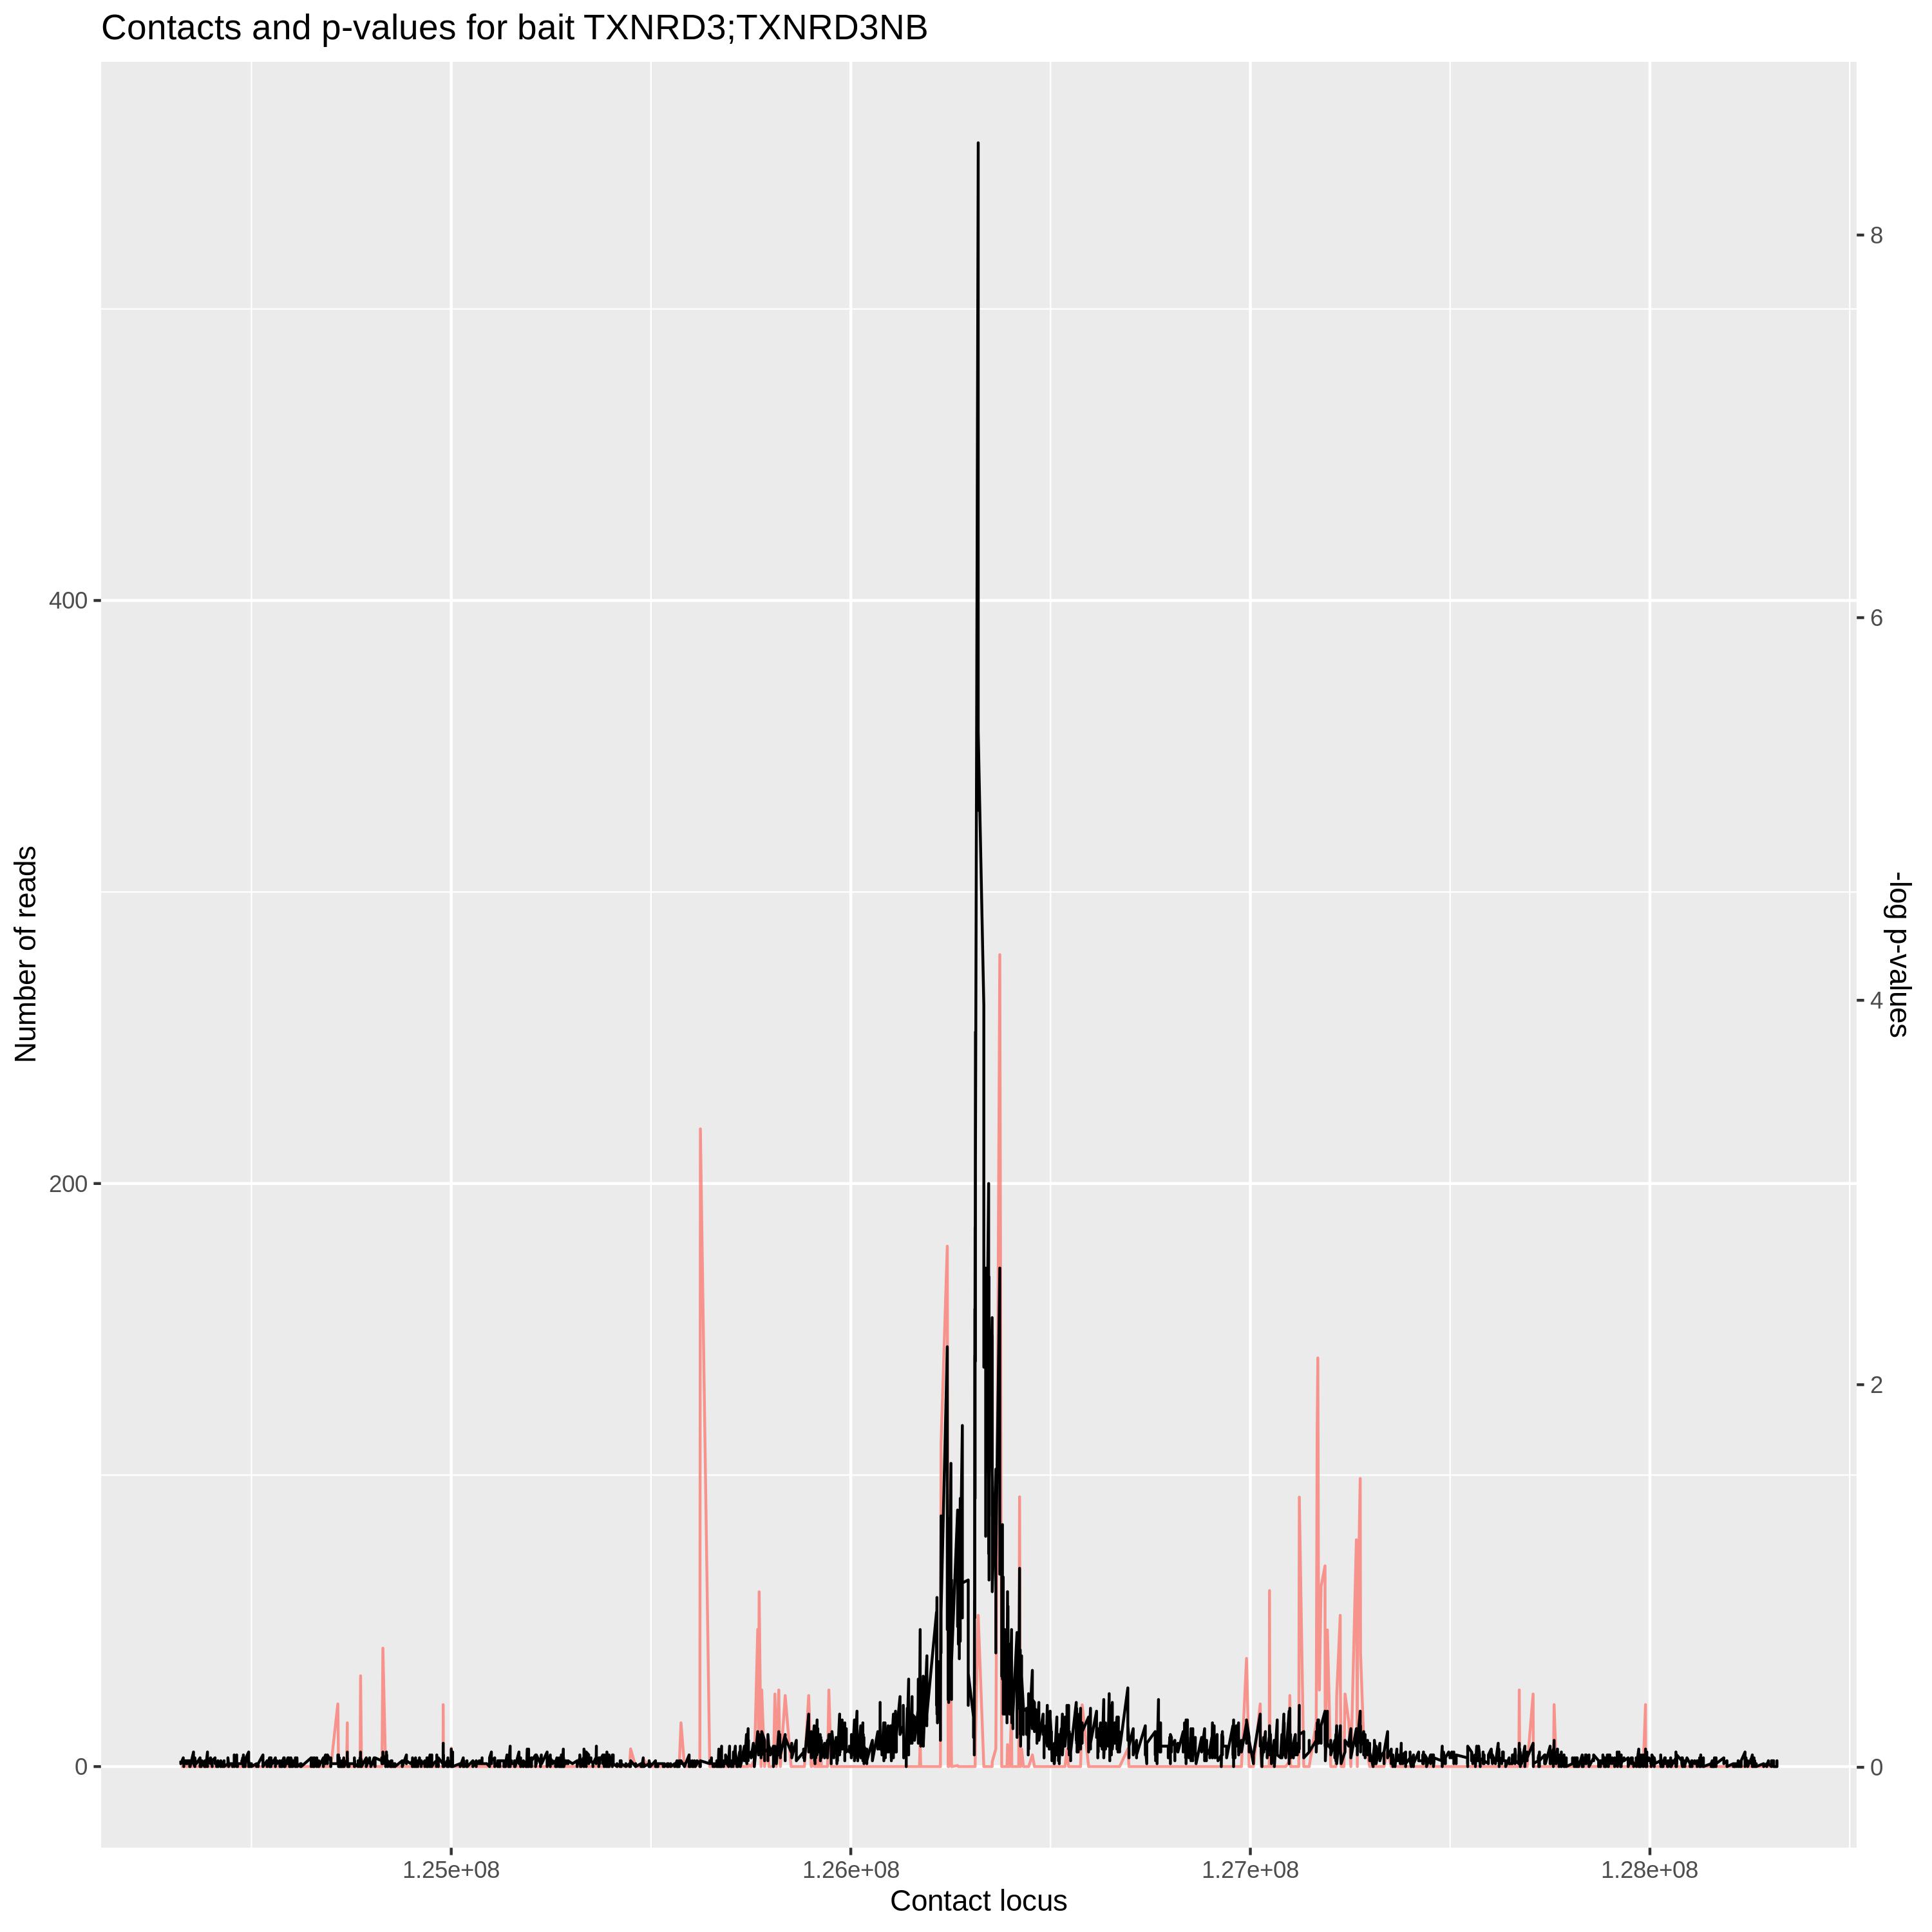 Contacts and p-values for bait TXNRD3;TXNRD3NB
Number of reads
400
200
0
8
6
4
2
0
-log p-values
1.25e+08
1.26e+08
1.27e+08
1.28e+08
Contact locus